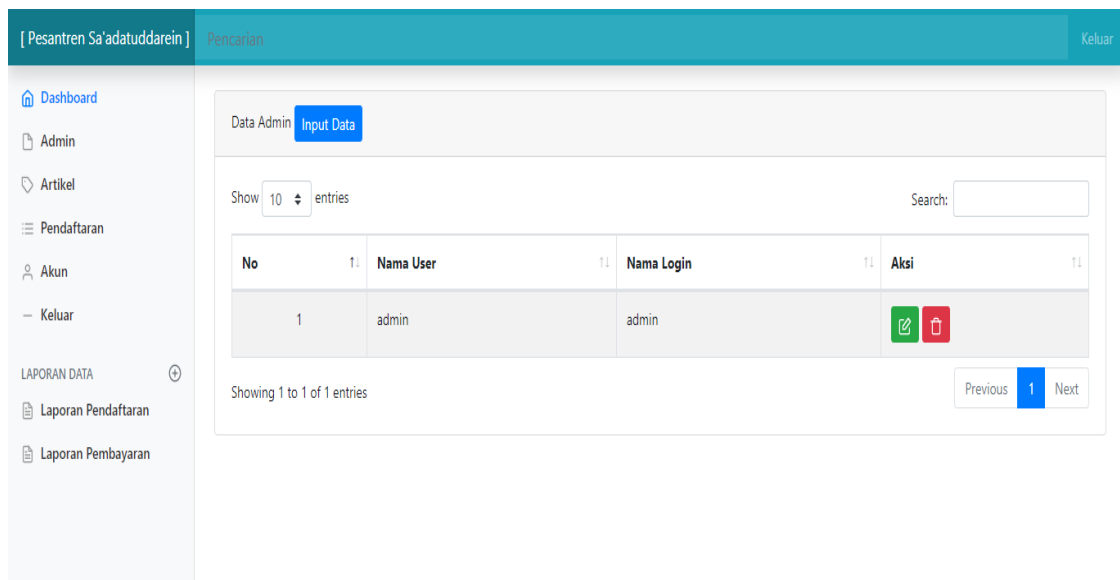 [ Pesantren Sa'adatuddarein ]
Pencarian
Keluar
Dashboard
Admin
Artikel
Pendaftaran
Akun
Keluar
LAPORAN DATA
Laporan Pendaftaran
Laporan Pembayaran
Data Admin Input Data
Show 10 entries
Search:
No Nama User Nama Login Aksi
1 admin admin
Showing 1 to 1 of 1 entries
Previous 1 Next